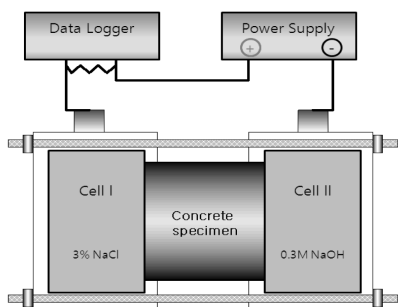 Data Logger
Power Supply
+
-
Cell I
Cell II
Concrete
specimen
3% NaCl
0.3M NaOH